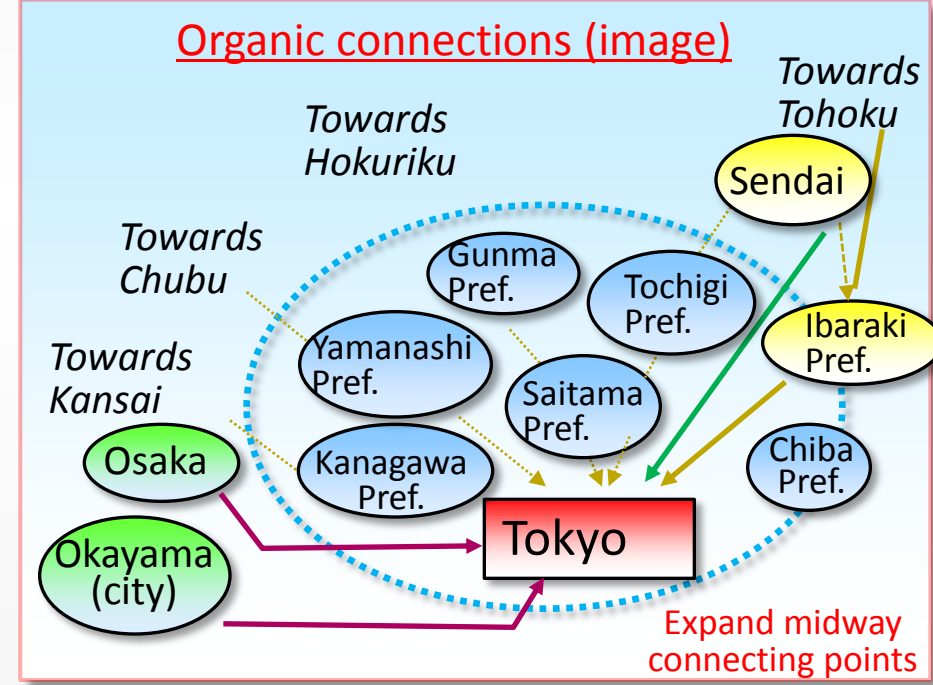 Organic connections (image)
Towards
Tohoku
Towards
Hokuriku
Sendai
Towards
Chubu
Gunma
Pref.
Tochigi
Pref.
Ibaraki
Pref.
Yamanashi
Pref.
Towards
Kansai
Saitama
Pref.
Osaka
Kanagawa
Pref.
Chiba
Pref.
Tokyo
Okayama
(city)
Expand midway
connecting points